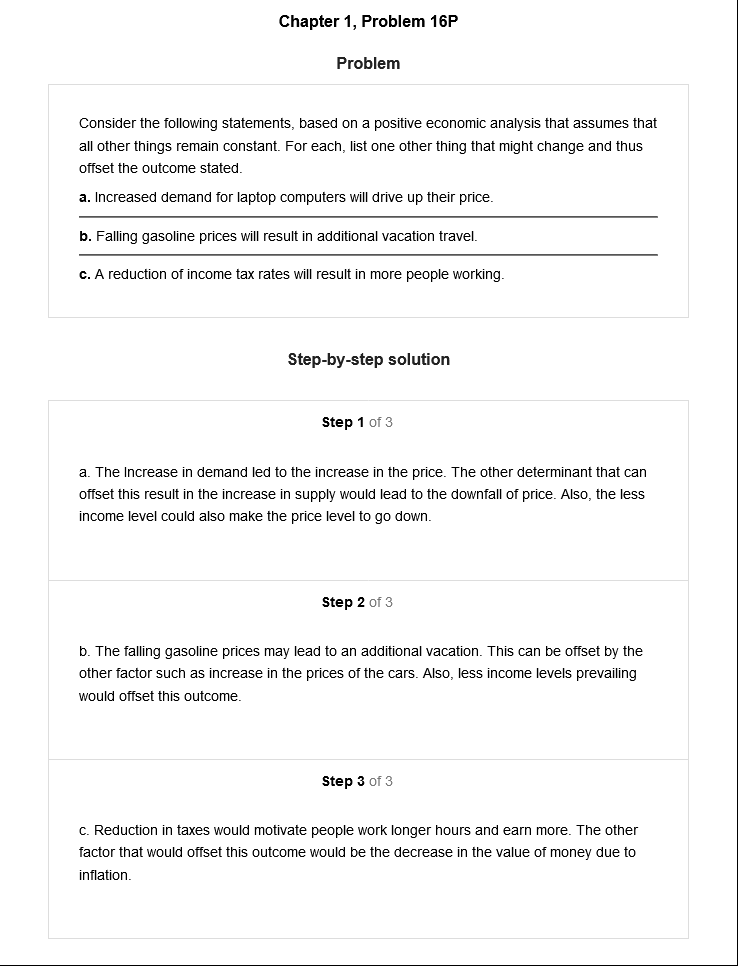 Chapter 1, Problem 16P
Problem
Consider the following statements, based on a positive economic analysis that assumes that
all other things remain constant. For each, list one other thing that might change and thus
offset the outcome stated.
a. Increased demand for laptop computers will drive up their price.
b. Falling gasoline prices will result in additional vacation travel.
c. A reduction of income tax rates will result in more people working.
Step-by-step solution
Step 1 of 3
a. The Increase in demand led to the increase in the price. The other determinant that can
offset this result in the increase in supply would lead to the downfall of price. Also, the less
income level could also make the price level to go down.
Step 2 of 3
b. The falling gasoline prices may lead to an additional vacation. This can be offset by the
other factor such as increase in the prices of the cars. Also, less income levels prevailing
would offset this outcome.
Step 3 of 3
c. Reduction in taxes would motivate people work longer hours and earn more. The other
factor that would offset this outcome would be the decrease in the value of money due to
inflation.